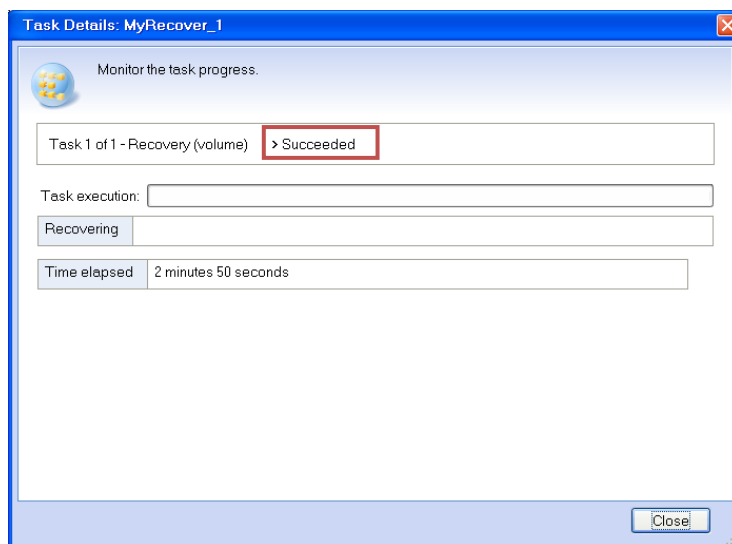 Task Details: MyRecover_1
Monitor the task progress.
Task 1 of 1 - Recovery (volume) > Succeeded
Task execution:
Recovering
Time elapsed 2 minutes 50 seconds
Close